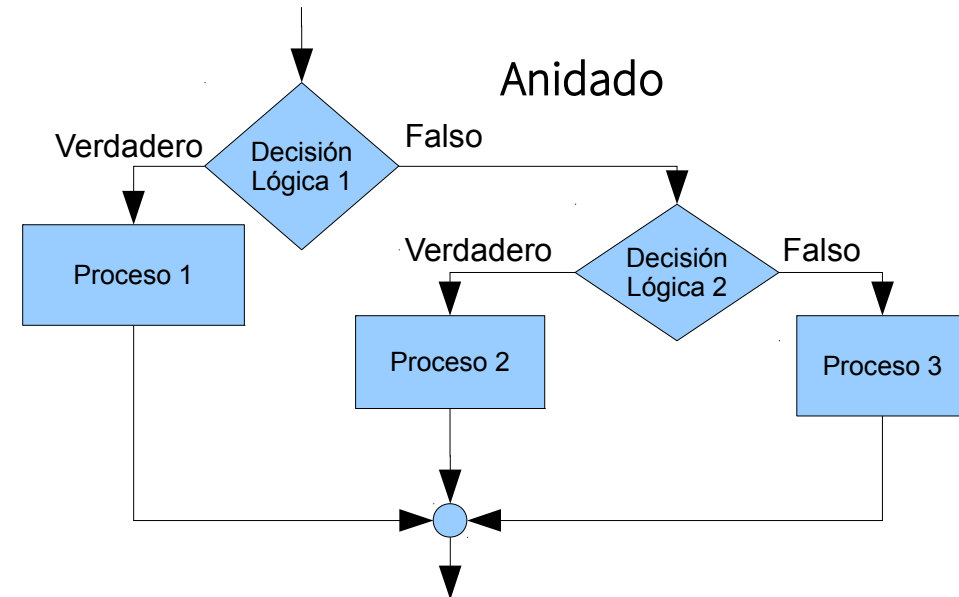 Anidado
Verdadero
Falso
Decisión
Lógica 1
Proceso 1
Verdadero
Falso
Decisión
Lógica 2
Proceso 2
Proceso 3